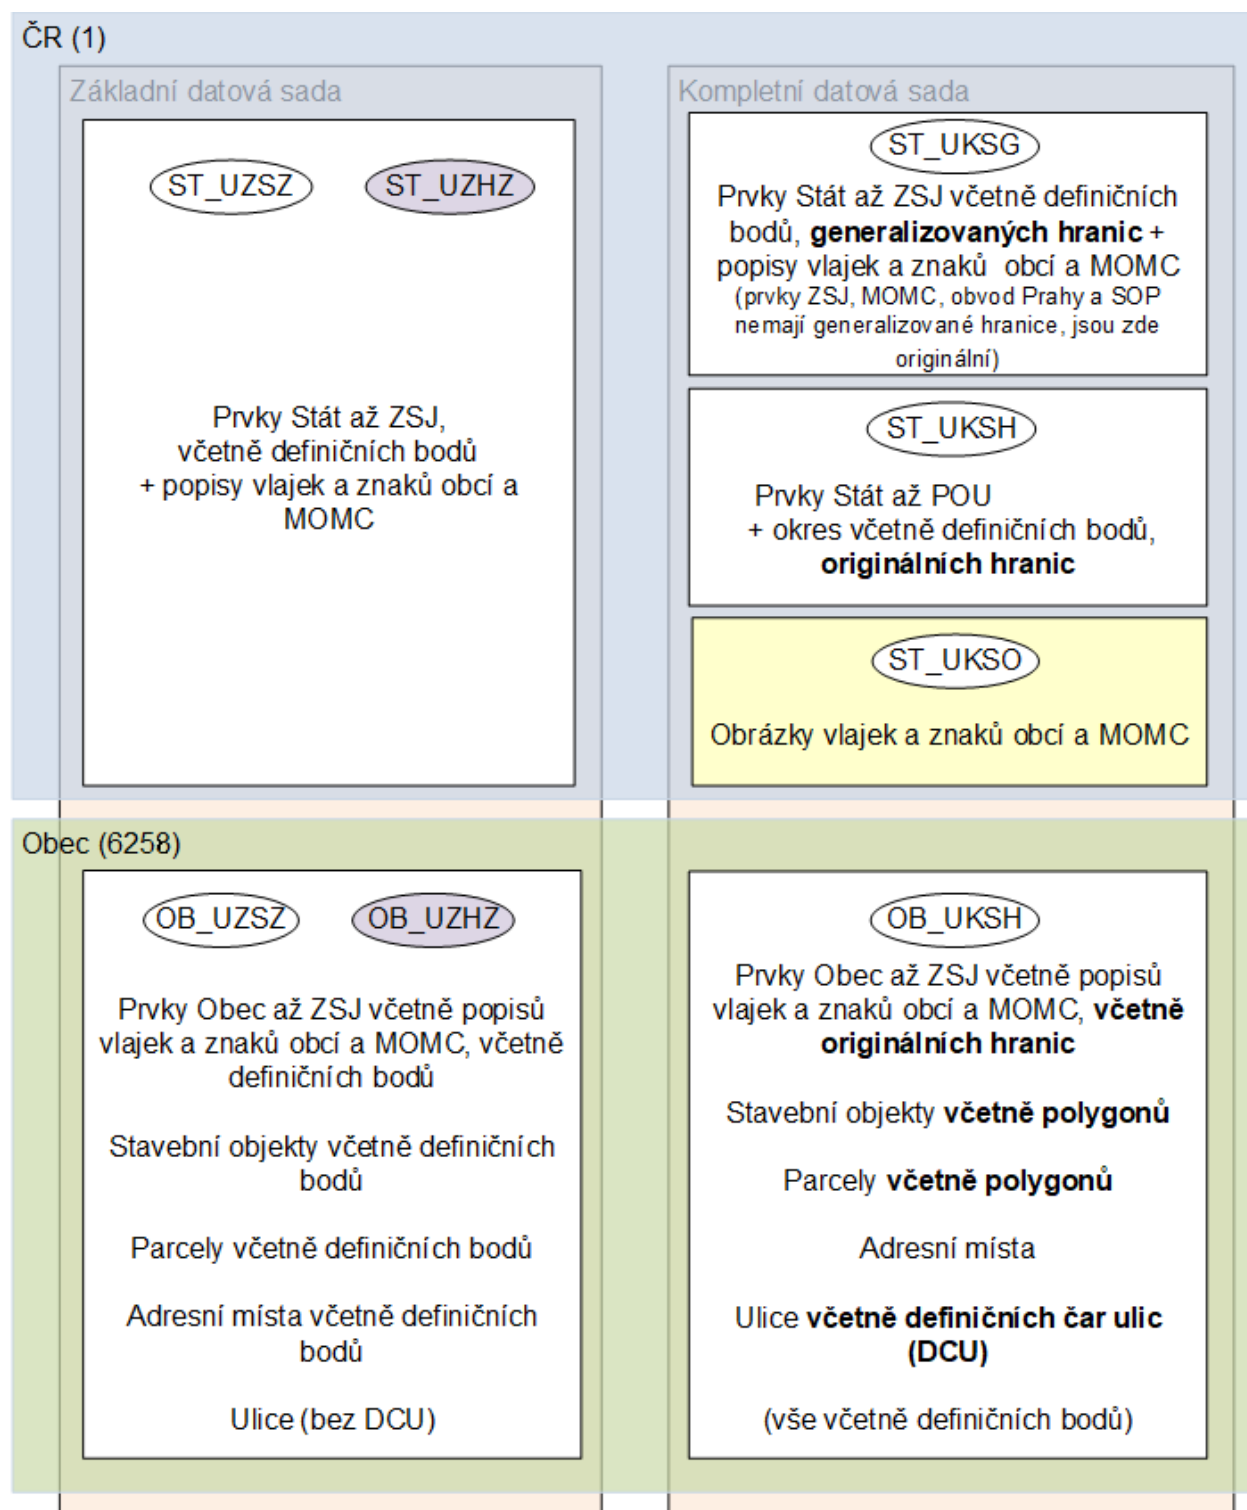 ČR (1)
Základní datová sada
ST_UZSZ
ST_UZHZ
Prvky Stát až ZSJ,
včetně definičních bodů
+ popisy vlajek a znaků obcí a
MOMC
Kompletní datová sada
ST_UKSG
Prvky Stát až ZSJ včetně definičních
bodů, generalizovaných hranic +
popisy vlajek a znaků obcí a MOMC
(prvky ZSJ, MOMC, obvod Prahy a SOP
nemají generalizované hranice, jsou zde
originální)
ST_UKSH
Prvky Stát až POU
+ okres včetně definičních bodů,
originálních hranic
ST_UKSO
Obrázky vlajek a znaků obcí a MOMC
Obec (6258)
OB_UZSZ
OB_UZHZ
Prvky Obec až ZSJ včetně popisů
vlajek a znaků obcí a MOMC, včetně
definičních bodů
Stavební objekty včetně definičních
bodů
Parcely včetně definičních bodů
Adresní místa včetně definičních
bodů
Ulice (bez DCU)
OB_UKSH
Prvky Obec až ZSJ včetně popisů
vlajek a znaků obcí a MOMC, včetně
originálních hranic
Stavební objekty včetně polygonů
Parcely včetně polygonů
Adresní místa
Ulice včetně definičních čar ulic
(DCU)
(vše včetně definičních bodů)